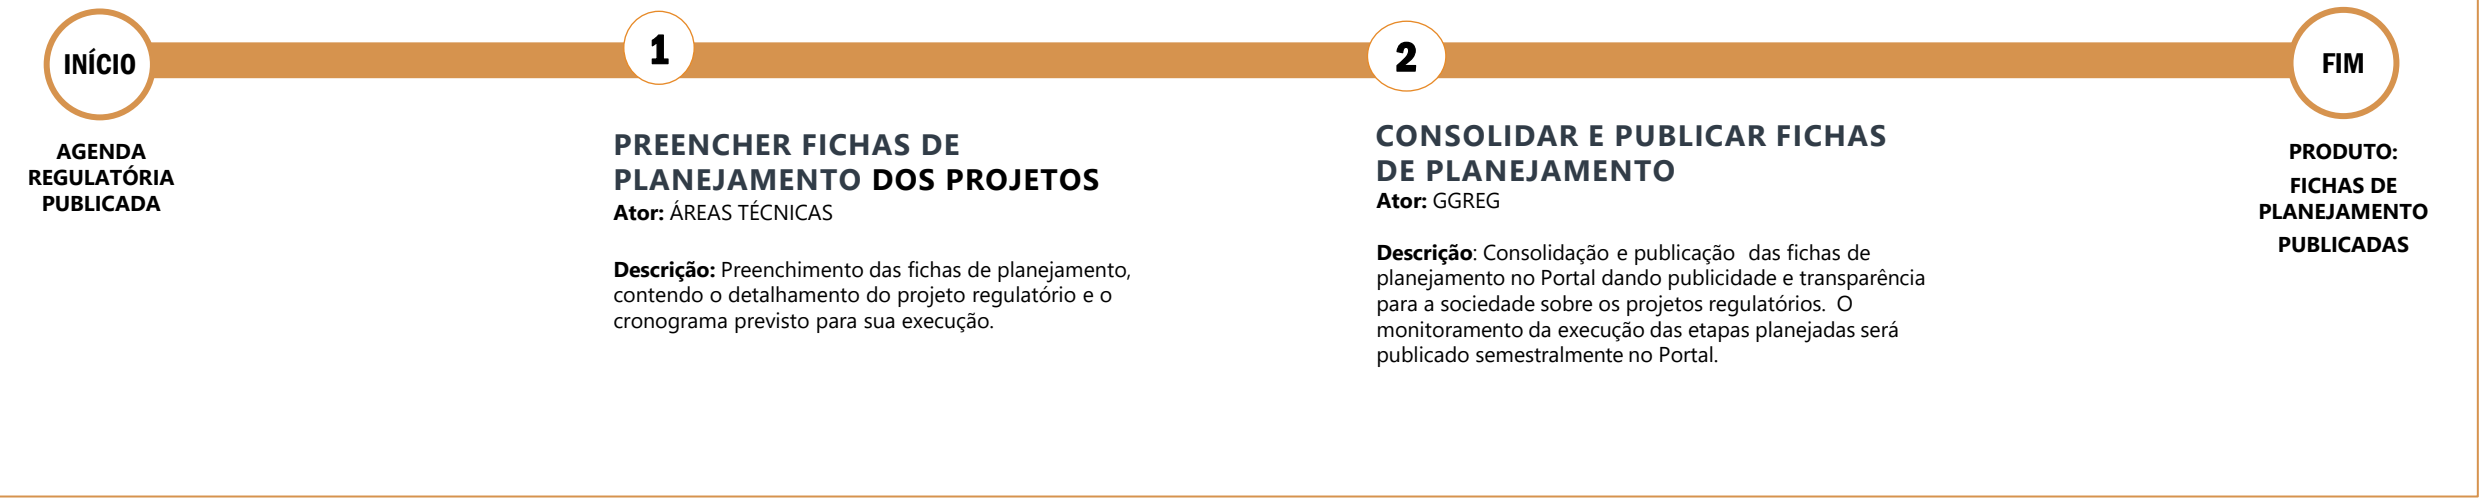 INÍCIO
AGENDA
REGULATÓRIA
PUBLICADA
1
PREENCHER FICHAS DE
PLANEJAMENTO DOS PROJETOS
Ator: ÁREAS TÉCNICAS
Descrição: Preenchimento das fichas de planejamento,
contendo o detalhamento do projeto regulatório e o
cronograma previsto para sua execução.
2
CONSOLIDAR E PUBLICAR FICHAS
DE PLANEJAMENTO
Ator: GGREG
Descrição: Consolidação e publicação  das fichas de
planejamento no Portal dando publicidade e transparência
para a sociedade sobre os projetos regulatórios.  O
monitoramento da execução das etapas planejadas será
publicado semestralmente no Portal.
FIM
PRODUTO:
FICHAS DE
PLANEJAMENTO
PUBLICADAS